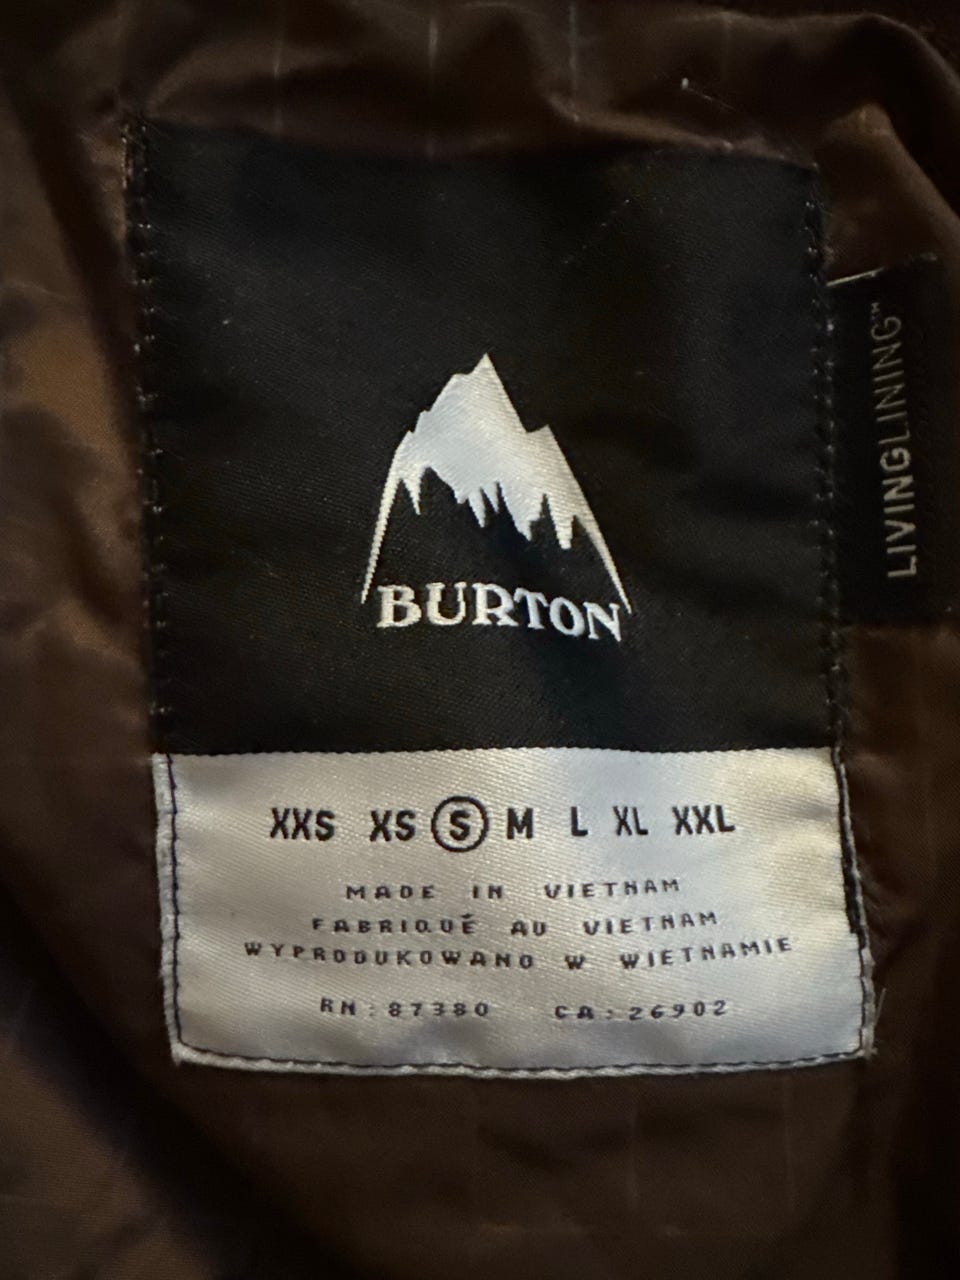 BURTON
LIVINGLINING™
XXS XS S M L XL XXL
MADE IN VIETNAM
FABRIQUÉ AU VIETNAM
WYPRODUKOWANO W WIETNAMIE
RN: 87380 CA: 26902